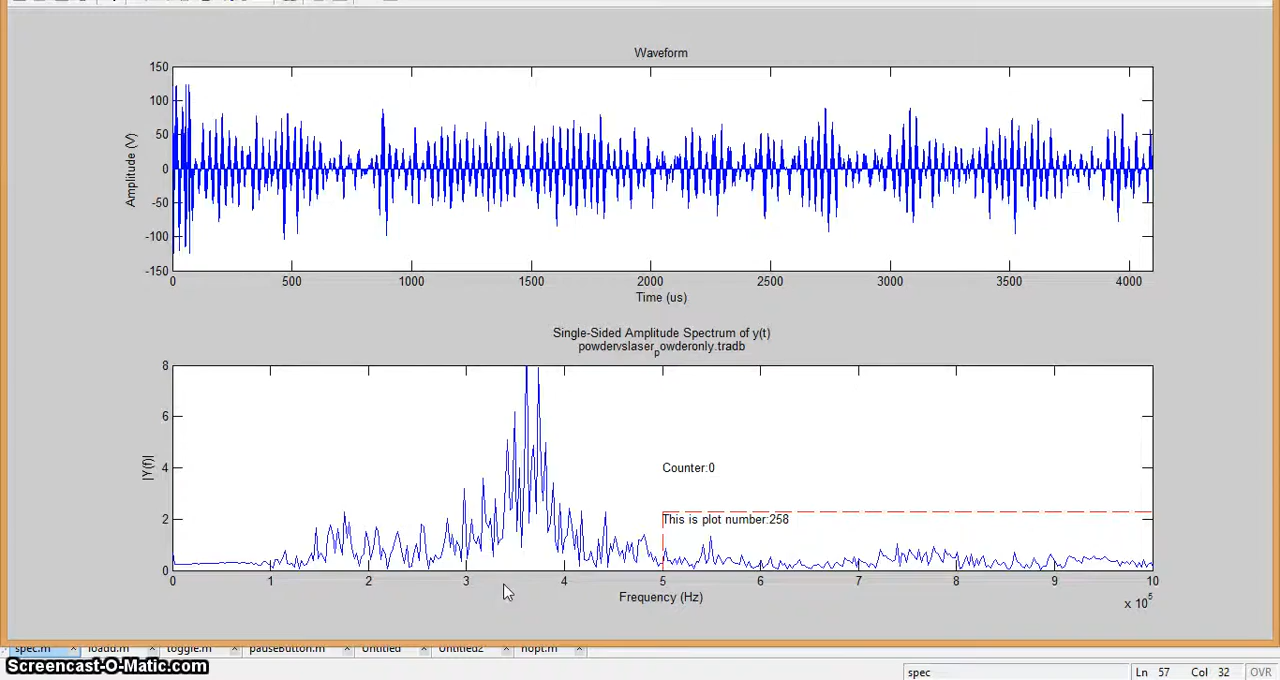 Waveform
150
100
50
0
-50
-100
-150
Amplitude (V)
0 500 1000 1500 2000 2500 3000 3500 4000
Time (us)
Single-Sided Amplitude Spectrum of y(t)
powdervslaserpowderonly.tradb
8
6
4
2
0
|Y(f)|
Counter:0
This is plot number:258
0 1 2 3 4 5 6 7 8 9 10
Frequency (Hz)
x 10^5
spec.m loadd.m toggle.m pauseButton.m Untitled Untitled2 nopt.m
Screencast-O-Matic.com
spec Ln 57 Col 32 OVR